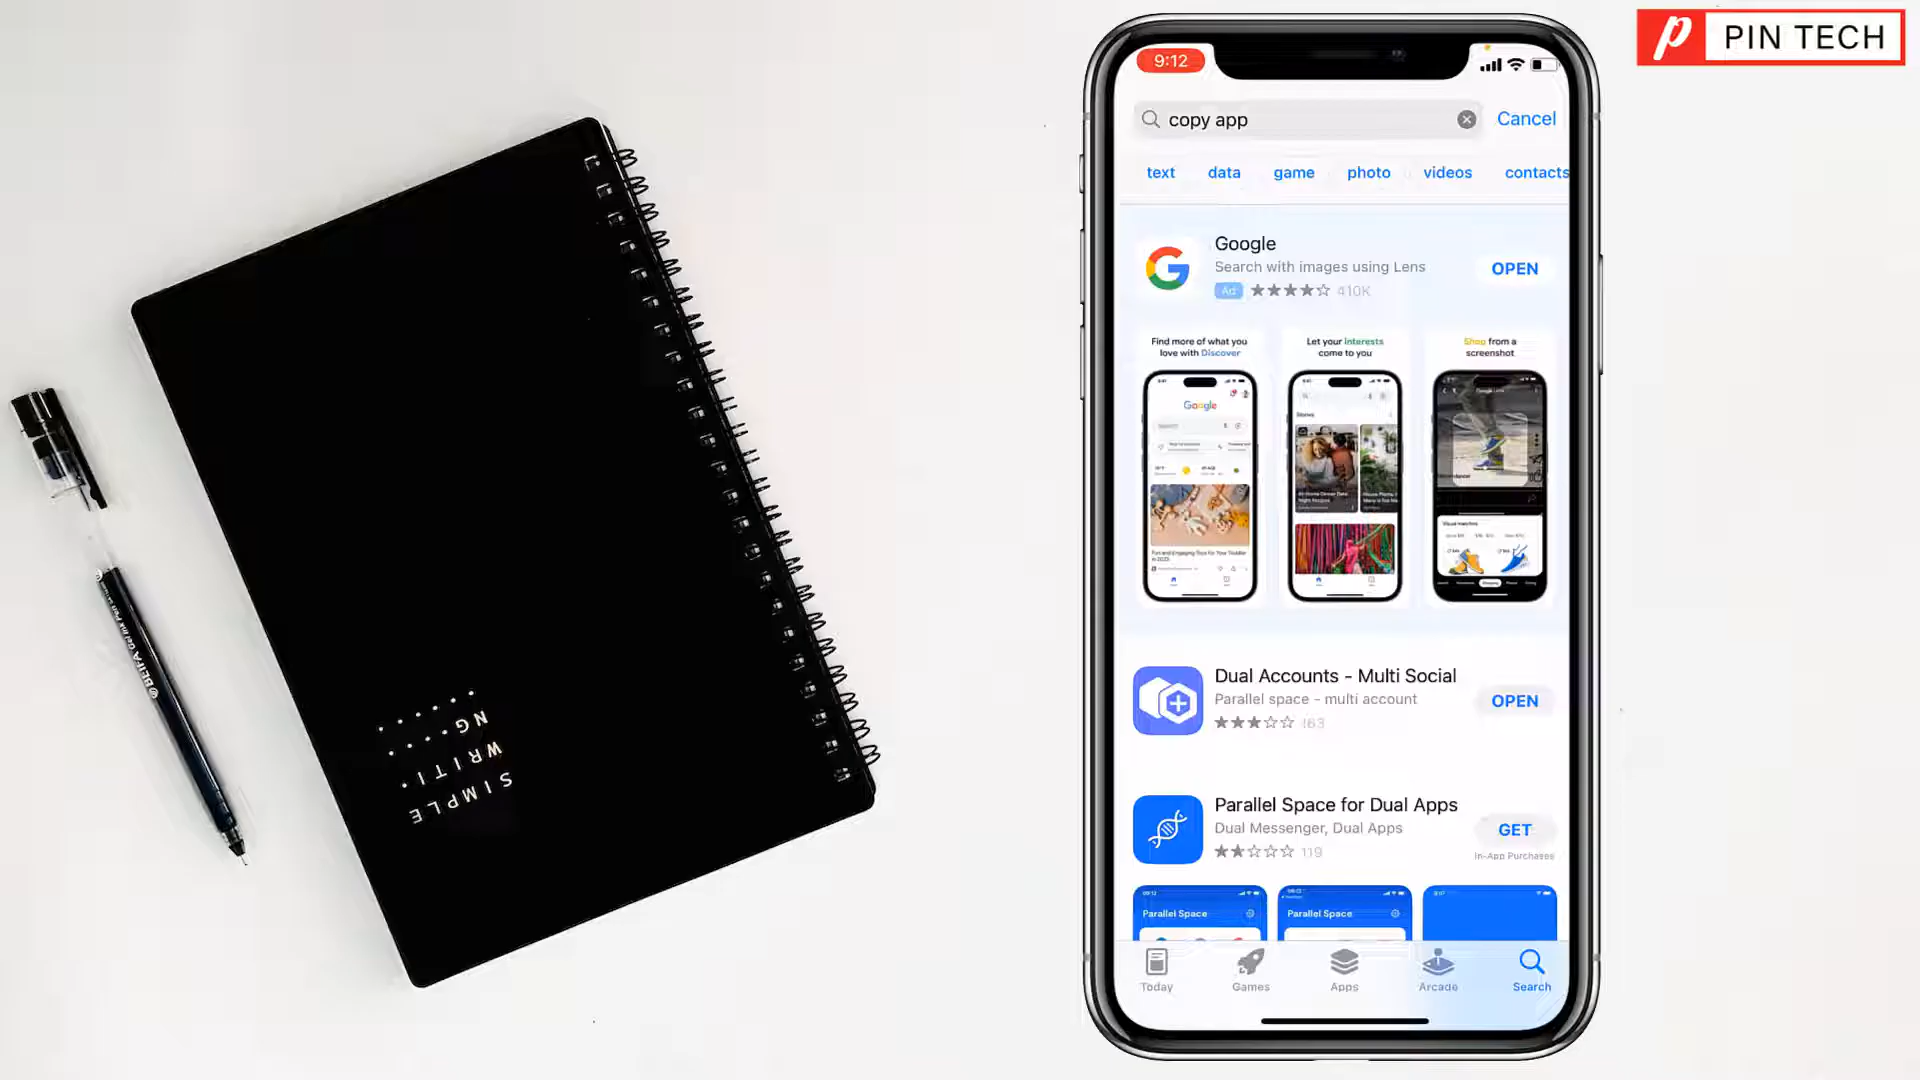 PIN TECH
9:12
copy app
Cancel
text data game photo videos contacts
Google
Search with images using Lens
OPEN
Ad 410K
Find more of what you
love with Discover
Let your Interests
come to you
Shop from a
screenshot
Google
Dual Accounts - Multi Social
Parallel space - multi account
OPEN
163
Parallel Space for Dual Apps
Dual Messenger, Dual Apps
GET
119
In-App Purchases
Parallel Space
Parallel Space
Today Games Apps Arcade Search
SIMPLE
WRITI
NG